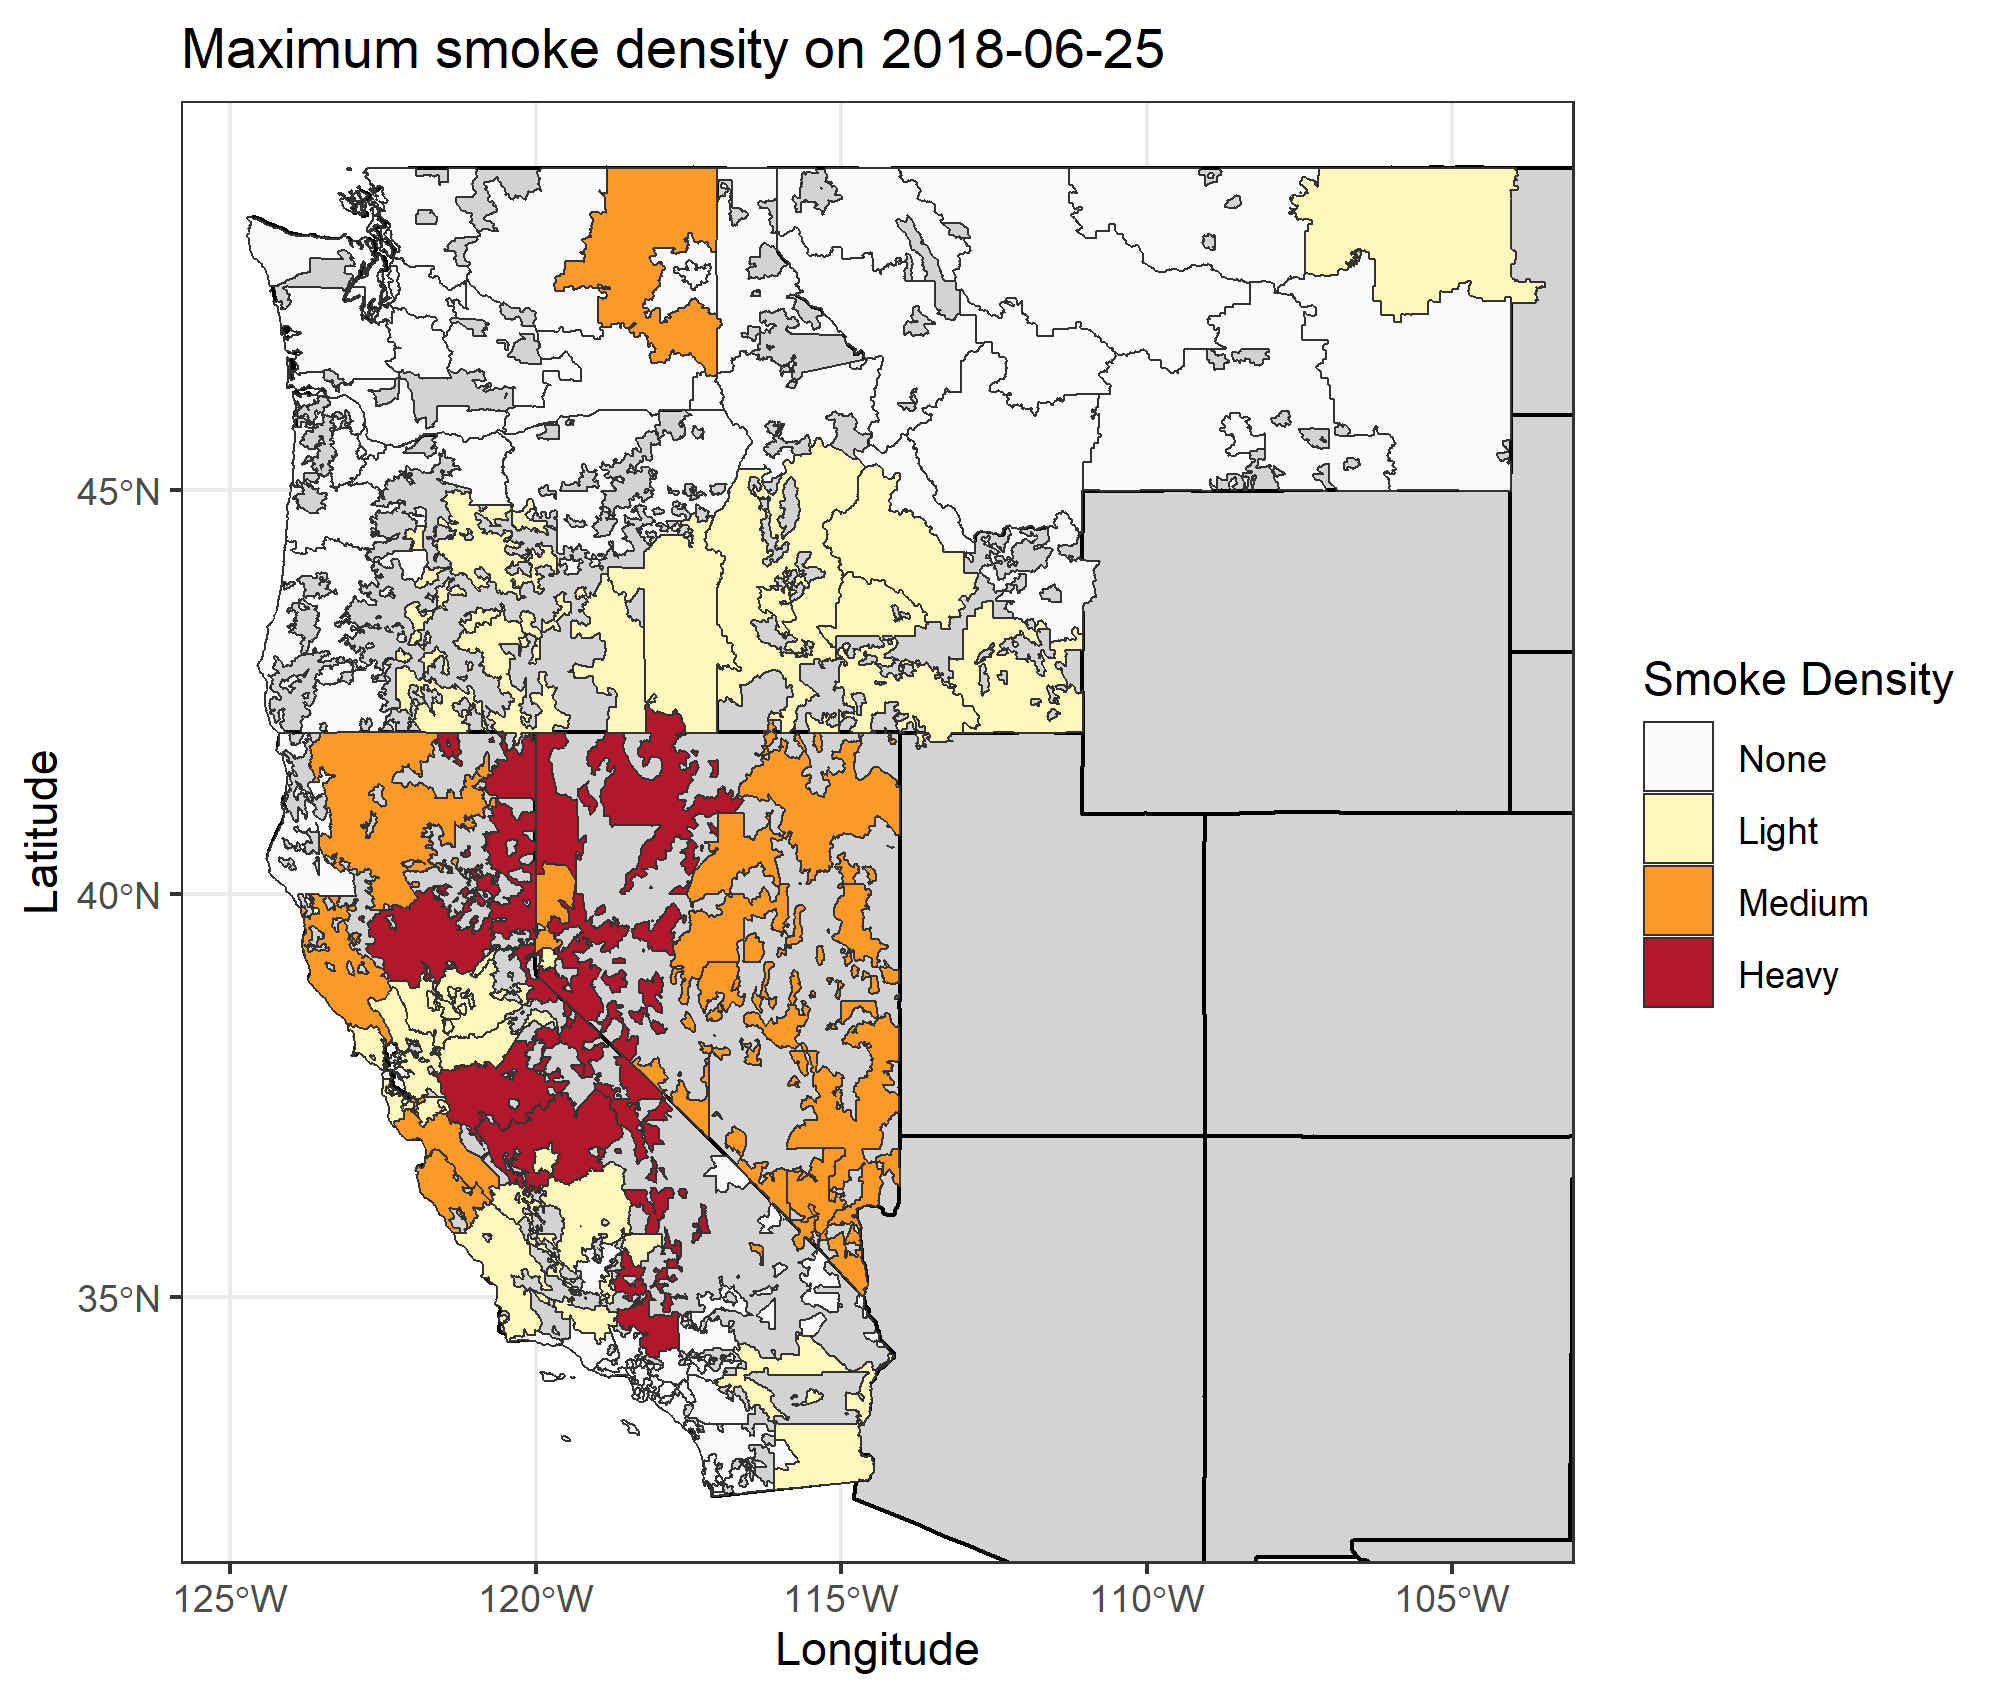 Maximum smoke density on 2018-06-25
Latitude
45°N
40°N
35°N
125°W
120°W
115°W
110°W
105°W
Longitude
Smoke Density
None
Light
Medium
Heavy